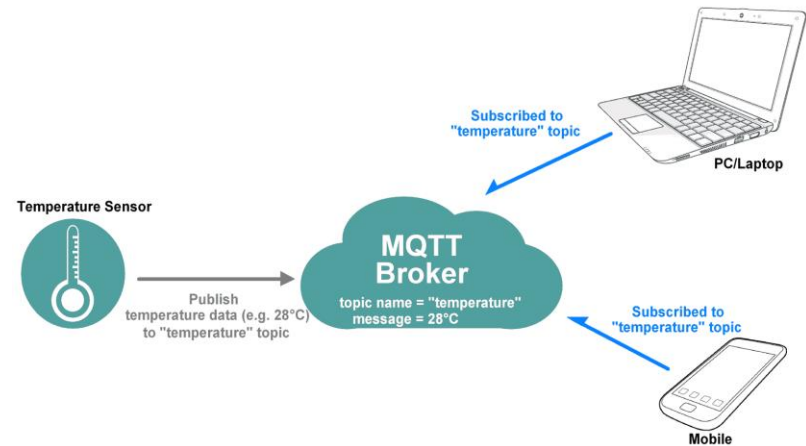 Subscribed to
"temperature" topic
PC/Laptop
Temperature Sensor
MQTT
Broker
topic name = "temperature"
message = 28°C
Publish
temperature data (e.g. 28°C)
to "temperature" topic
Subscribed to
"temperature" topic
Mobile